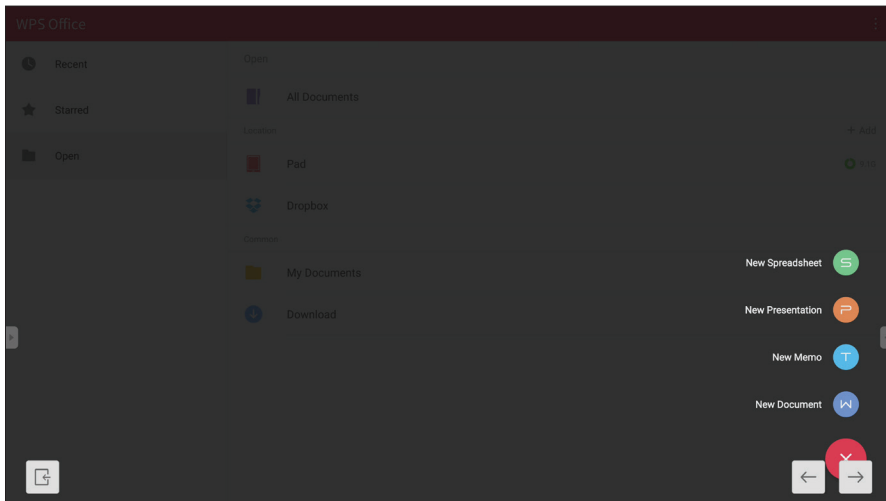 WPS Office
Recent
Starred
Open
Open
All Documents
Location
+ Add
Pad
Dropbox
Common
My Documents
Download
New Spreadsheet
S
New Presentation
P
New Memo
T
New Document
W